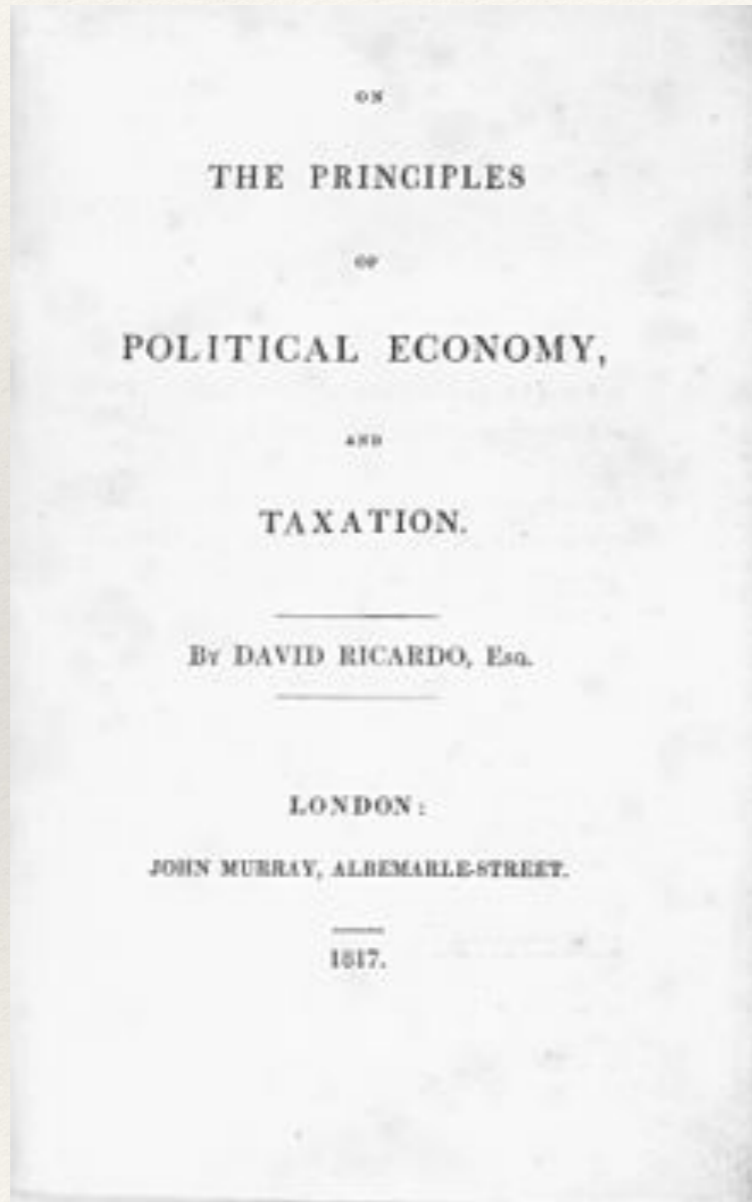 ON
THE PRINCIPLES
OF
POLITICAL ECONOMY,
AND
TAXATION.
BY DAVID RICARDO, ESQ.
LONDON:
JOHN MURRAY, ALBEMARLE-STREET.
1817.